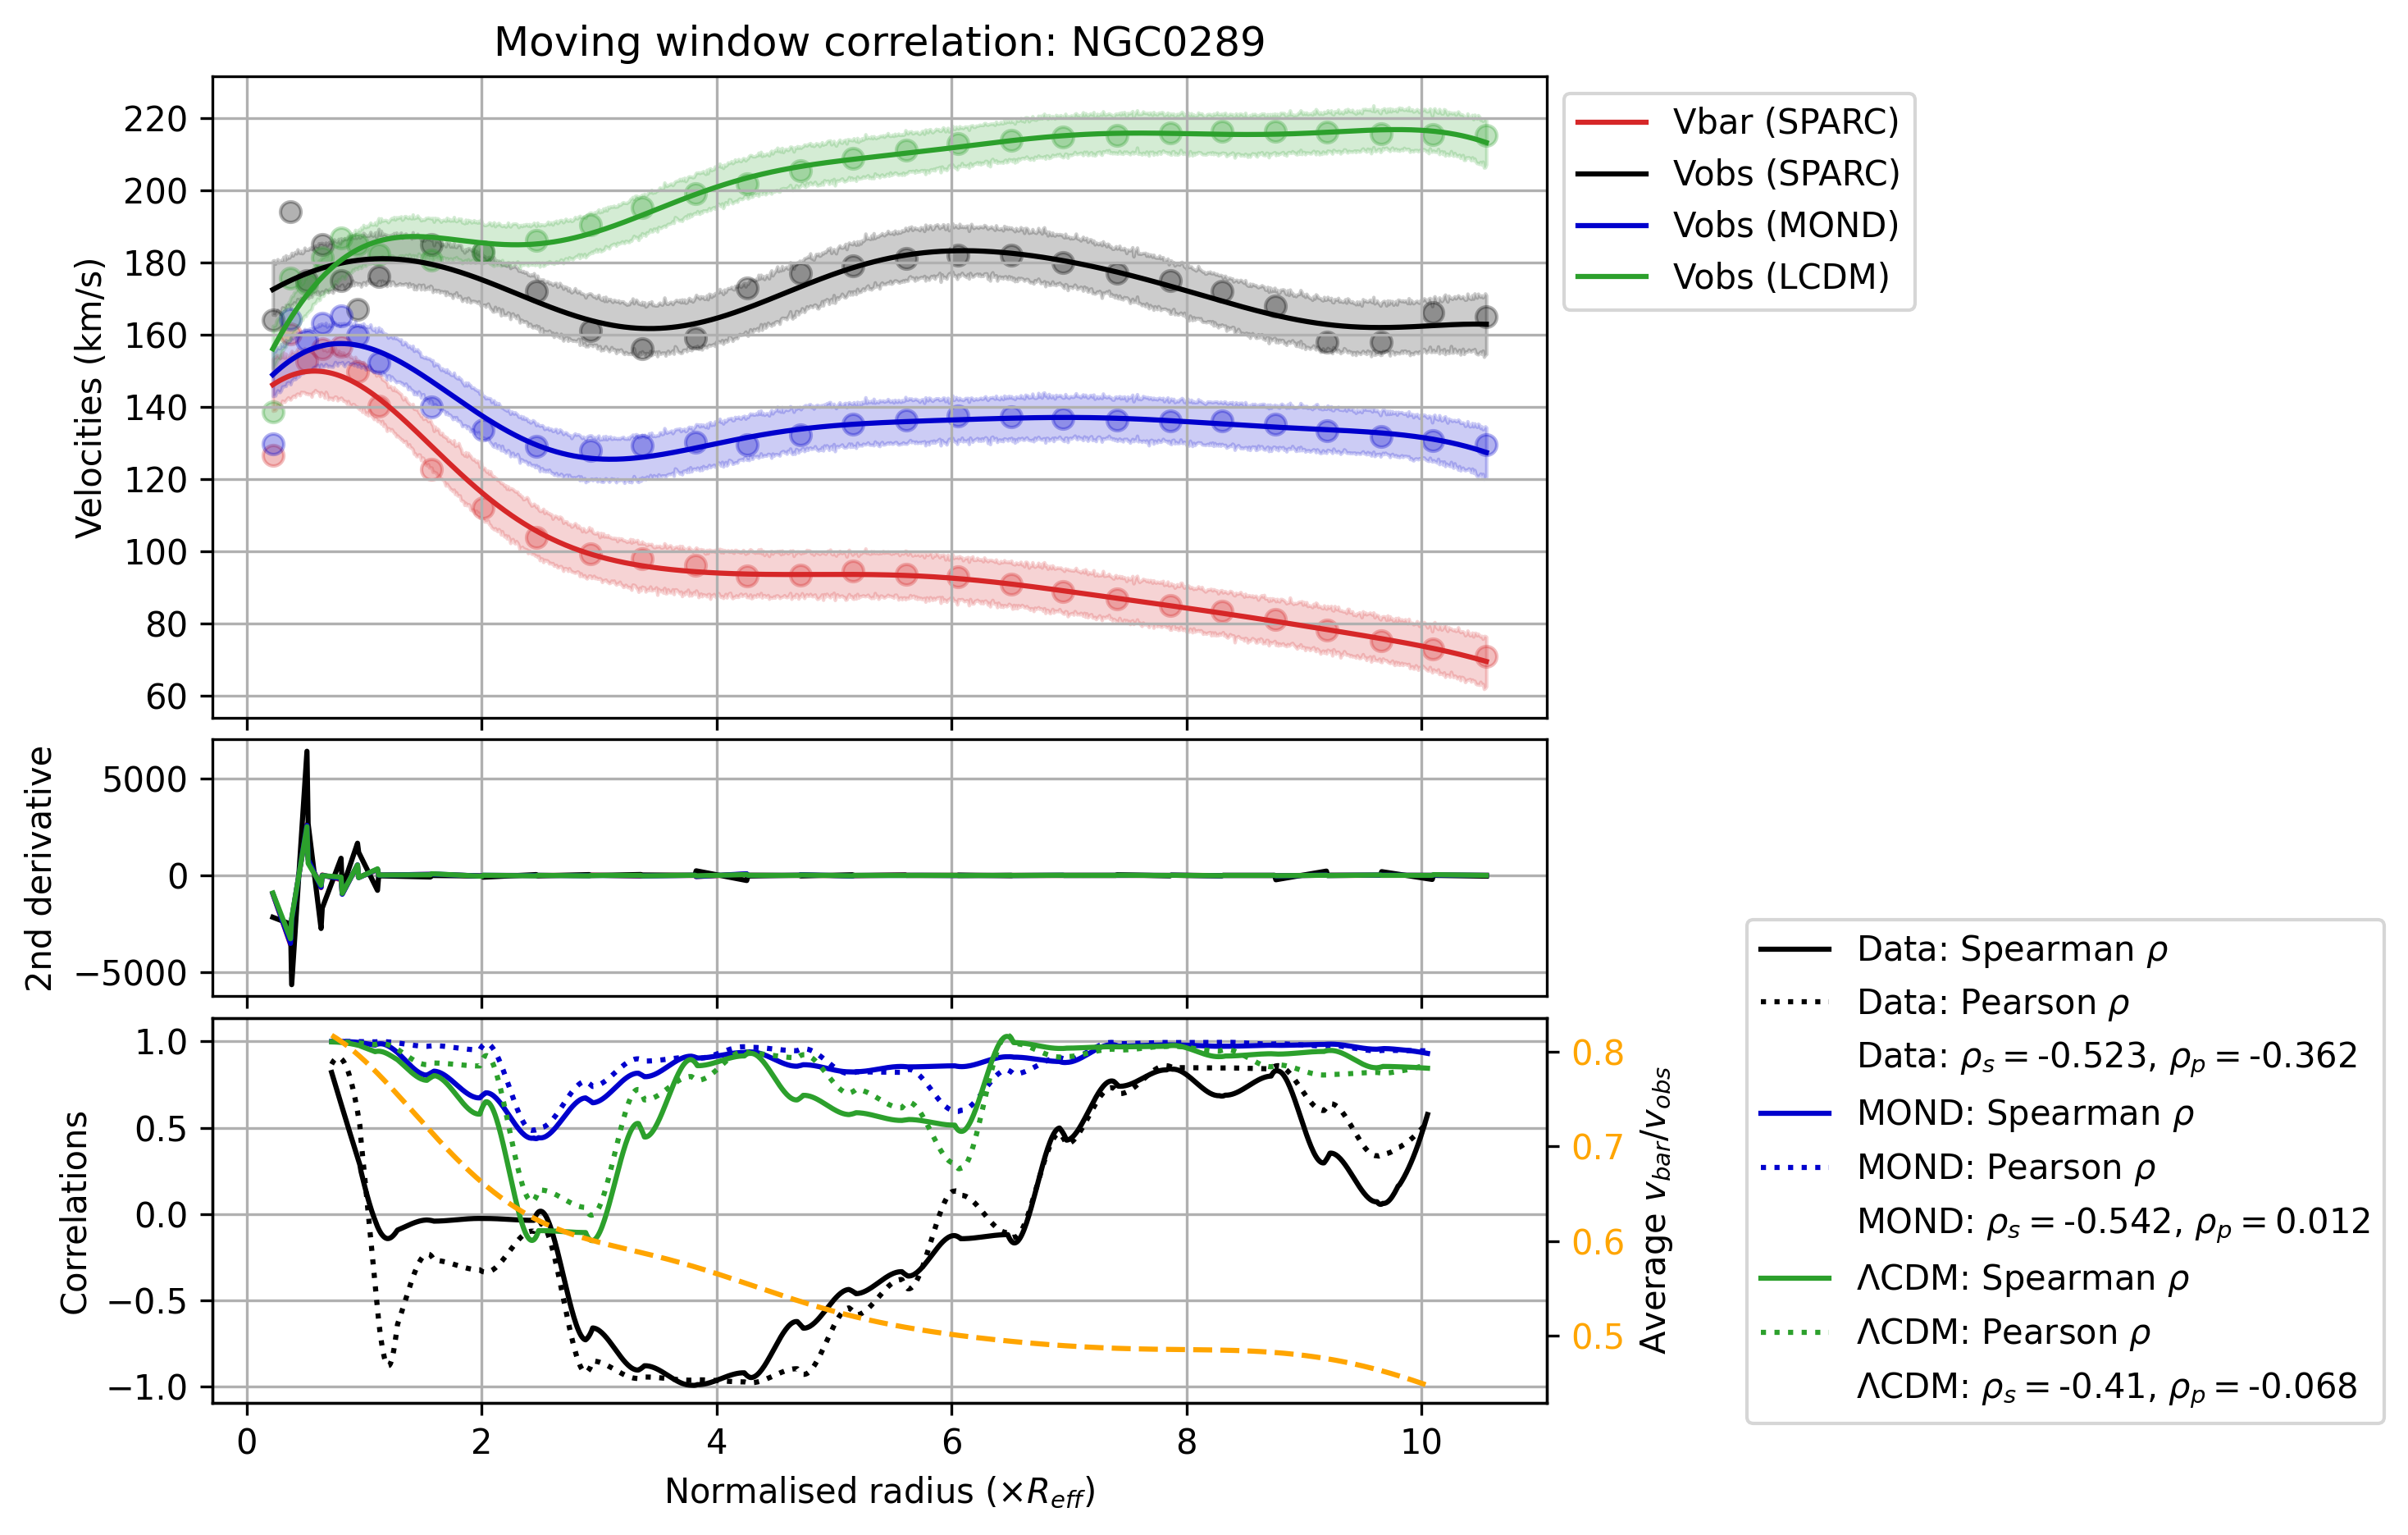 Moving window correlation: NGC0289
Velocities (km/s)
220
200
180
160
140
120
100
80
60
Vbar (SPARC)
Vobs (SPARC)
Vobs (MOND)
Vobs (LCDM)
2nd derivative
5000
0
−5000
Correlations
1.0
0.5
0.0
−0.5
−1.0
0.8
0.7
0.6
0.5
Average v_bar/v_obs
0 2 4 6 8 10
Normalised radius (×R_eff)
Data: Spearman ρ
Data: Pearson ρ
Data: ρ_s = -0.523, ρ_p = -0.362
MOND: Spearman ρ
MOND: Pearson ρ
MOND: ρ_s = -0.542, ρ_p = 0.012
ΛCDM: Spearman ρ
ΛCDM: Pearson ρ
ΛCDM: ρ_s = -0.41, ρ_p = -0.068